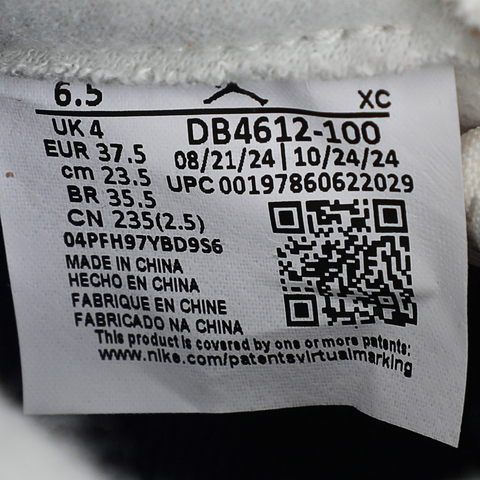 6.5 XC
UK 4 DB4612-100
EUR 37.5 08/21/24 | 10/24/24
cm 23.5 UPC 00197860622029
BR 35.5
CN 235(2.5)
04PFH97YBD9S6
MADE IN CHINA
HECHO EN CHINA
FABRIQUE EN CHINE
FABRICADO NA CHINA
This product is covered by one or more patents:
www.nike.com/patentsvirtualmarking